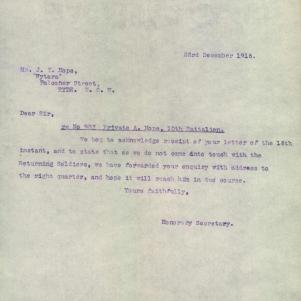 23rd December 1916.
Mr. J. T. Hope,
"Wytara"
Falconer Street,
RYDE. N. S. W.
Dear Sir,
re No 983 Private A. Hope, 10th Battalion.
We beg to acknowledge receipt of your letter of the 18th
instant, and to state that as we do not come into touch with the
Returning Soldiers, we have forwarded your enquiry with address to
the right quarter, and hope it will reach him in due course.
Yours faithfully,
Honorary Secretary.